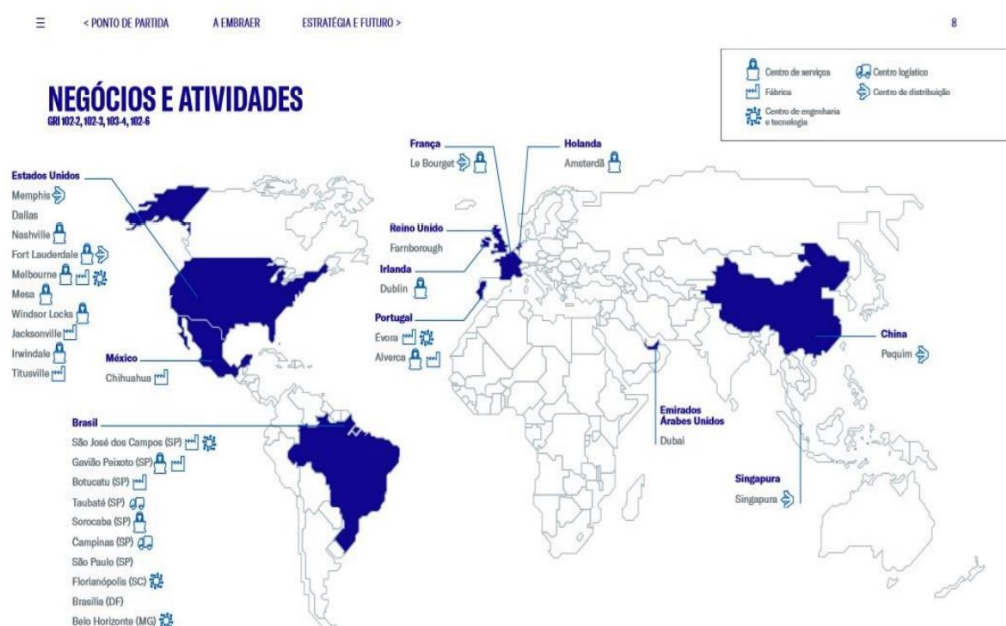 < PONTO DE PARTIDA
A EMBRAER
ESTRATÉGIA E FUTURO >
8
NEGÓCIOS E ATIVIDADES
GRI 102-2, 102-3, 103-4, 102-6
Centro de serviços
Centro logístico
Fábrica
Centro de distribuição
Centro de engenharia
e tecnologia
Estados Unidos
Memphis
Dallas
Nashville
Fort Lauderdale
Melbourne
Mesa
Windsor Locks
Jacksonville
Irwindale
Titusville
México
Chihuahua
Brasil
São José dos Campos (SP)
Gavião Peixoto (SP)
Botucatu (SP)
Taubaté (SP)
Sorocaba (SP)
Campinas (SP)
São Paulo (SP)
Florianópolis (SC)
Brasília (DF)
Belo Horizonte (MG)
França
Le Bourget
Holanda
Amsterdã
Reino Unido
Farnborough
Irlanda
Dublin
Portugal
Évora
Alverca
Emirados
Árabes Unidos
Dubai
China
Pequim
Singapura
Singapura